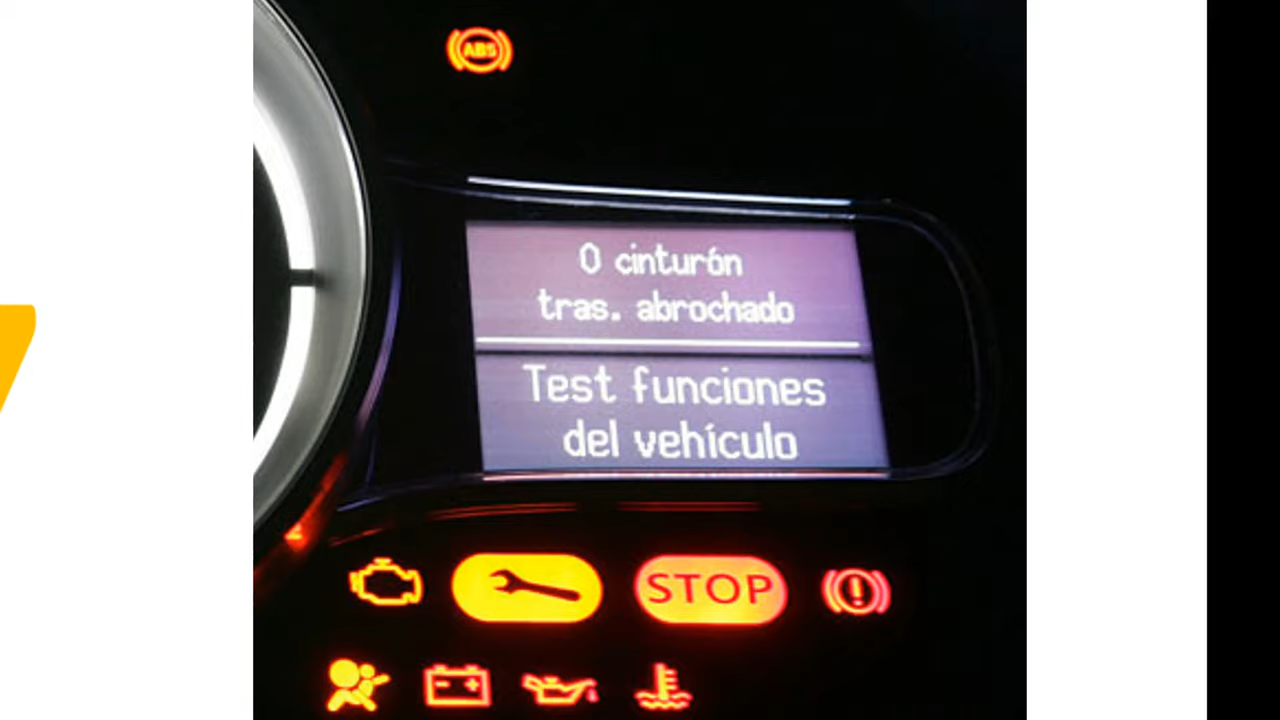 ABS
0 cinturón
tras. abrochado
Test funciones
del vehículo
STOP